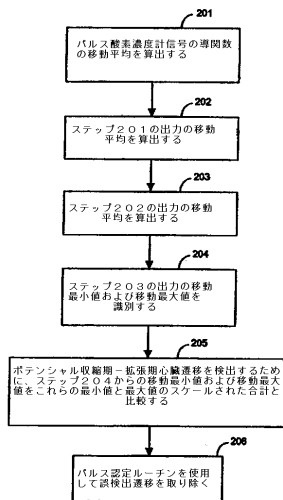 201
パルス酸素濃度計信号の導関数
の移動平均を算出する
202
ステップ201の出力の移動
平均を算出する
203
ステップ202の出力の移動
平均を算出する
204
ステップ203の出力の移動
最小値および移動最大値を
識別する
205
ポテンシャル収縮期－拡張期心臓遷移を検出するため
に、ステップ204からの移動最小値および移動最大
値をこれらの最小と最大のスケールされた合計と
比較する
206
パルス認定ルーチンを使用
して誤検出遷移を取り除く